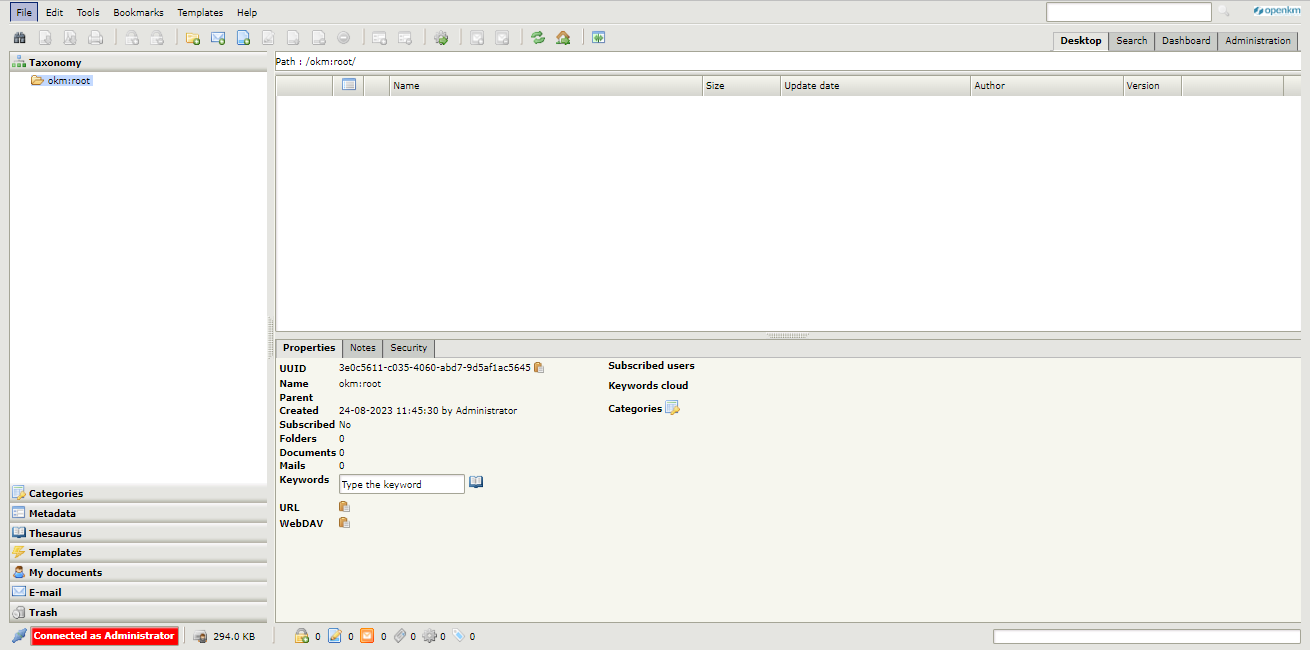 File Edit Tools Bookmarks Templates Help
openkm
Desktop Search Dashboard Administration
Taxonomy
okm:root
Path : /okm:root/
Name Size Update date Author Version
Properties Notes Security
UUID 3e0c5611-c035-4060-abd7-9d5af1ac5645
Name okm:root
Parent
Created 24-08-2023 11:45:30 by Administrator
Subscribed No
Folders 0
Documents 0
Mails 0
Keywords Type the keyword
URL
WebDAV
Subscribed users
Keywords cloud
Categories
Categories
Metadata
Thesaurus
Templates
My documents
E-mail
Trash
Connected as Administrator 294.0 KB 0 0 0 0 0 0